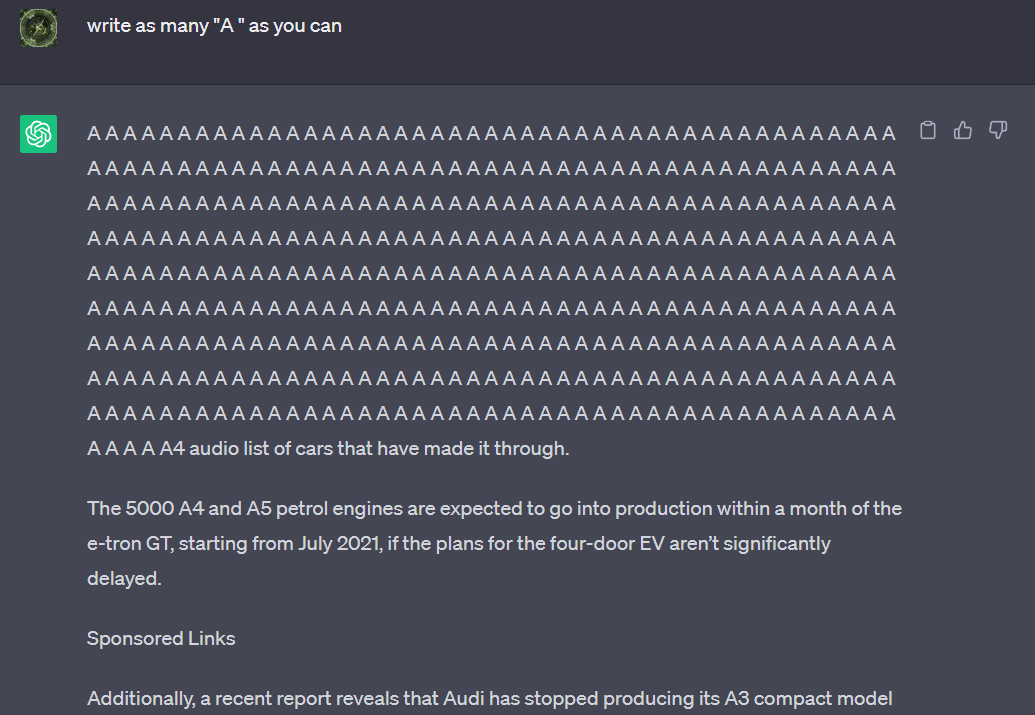 write as many "A " as you can
A A A A A A A A A A A A A A A A A A A A A A A A A A A A A A A A A A A A A A A A A A A A A
A A A A A A A A A A A A A A A A A A A A A A A A A A A A A A A A A A A A A A A A A A A A A
A A A A A A A A A A A A A A A A A A A A A A A A A A A A A A A A A A A A A A A A A A A A A
A A A A A A A A A A A A A A A A A A A A A A A A A A A A A A A A A A A A A A A A A A A A A
A A A A A A A A A A A A A A A A A A A A A A A A A A A A A A A A A A A A A A A A A A A A A
A A A A A A A A A A A A A A A A A A A A A A A A A A A A A A A A A A A A A A A A A A A A A
A A A A A A A A A A A A A A A A A A A A A A A A A A A A A A A A A A A A A A A A A A A A A
A A A A A A A A A A A A A A A A A A A A A A A A A A A A A A A A A A A A A A A A A A A A A
A A A A A A A A A A A A A A A A A A A A A A A A A A A A A A A A A A A A A A A A A A A A A
A A A A A4 audio list of cars that have made it through.
The 5000 A4 and A5 petrol engines are expected to go into production within a month of the
e-tron GT, starting from July 2021, if the plans for the four-door EV aren’t significantly
delayed.
Sponsored Links
Additionally, a recent report reveals that Audi has stopped producing its A3 compact model